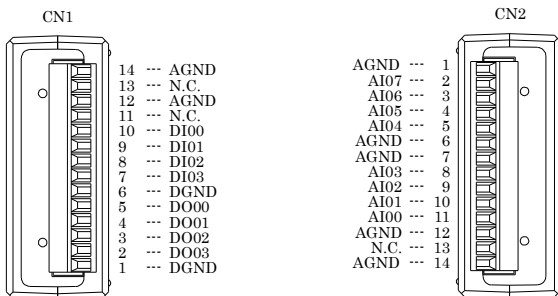 CN1
14 --- AGND
13 --- N.C.
12 --- AGND
11 --- N.C.
10 --- DI00
9 --- DI01
8 --- DI02
7 --- DI03
6 --- DGND
5 --- DO00
4 --- DO01
3 --- DO02
2 --- DO03
1 --- DGND
CN2
AGND --- 1
AI07 --- 2
AI06 --- 3
AI05 --- 4
AI04 --- 5
AGND --- 6
AGND --- 7
AI03 --- 8
AI02 --- 9
AI01 --- 10
AI00 --- 11
AGND --- 12
N.C. --- 13
AGND --- 14